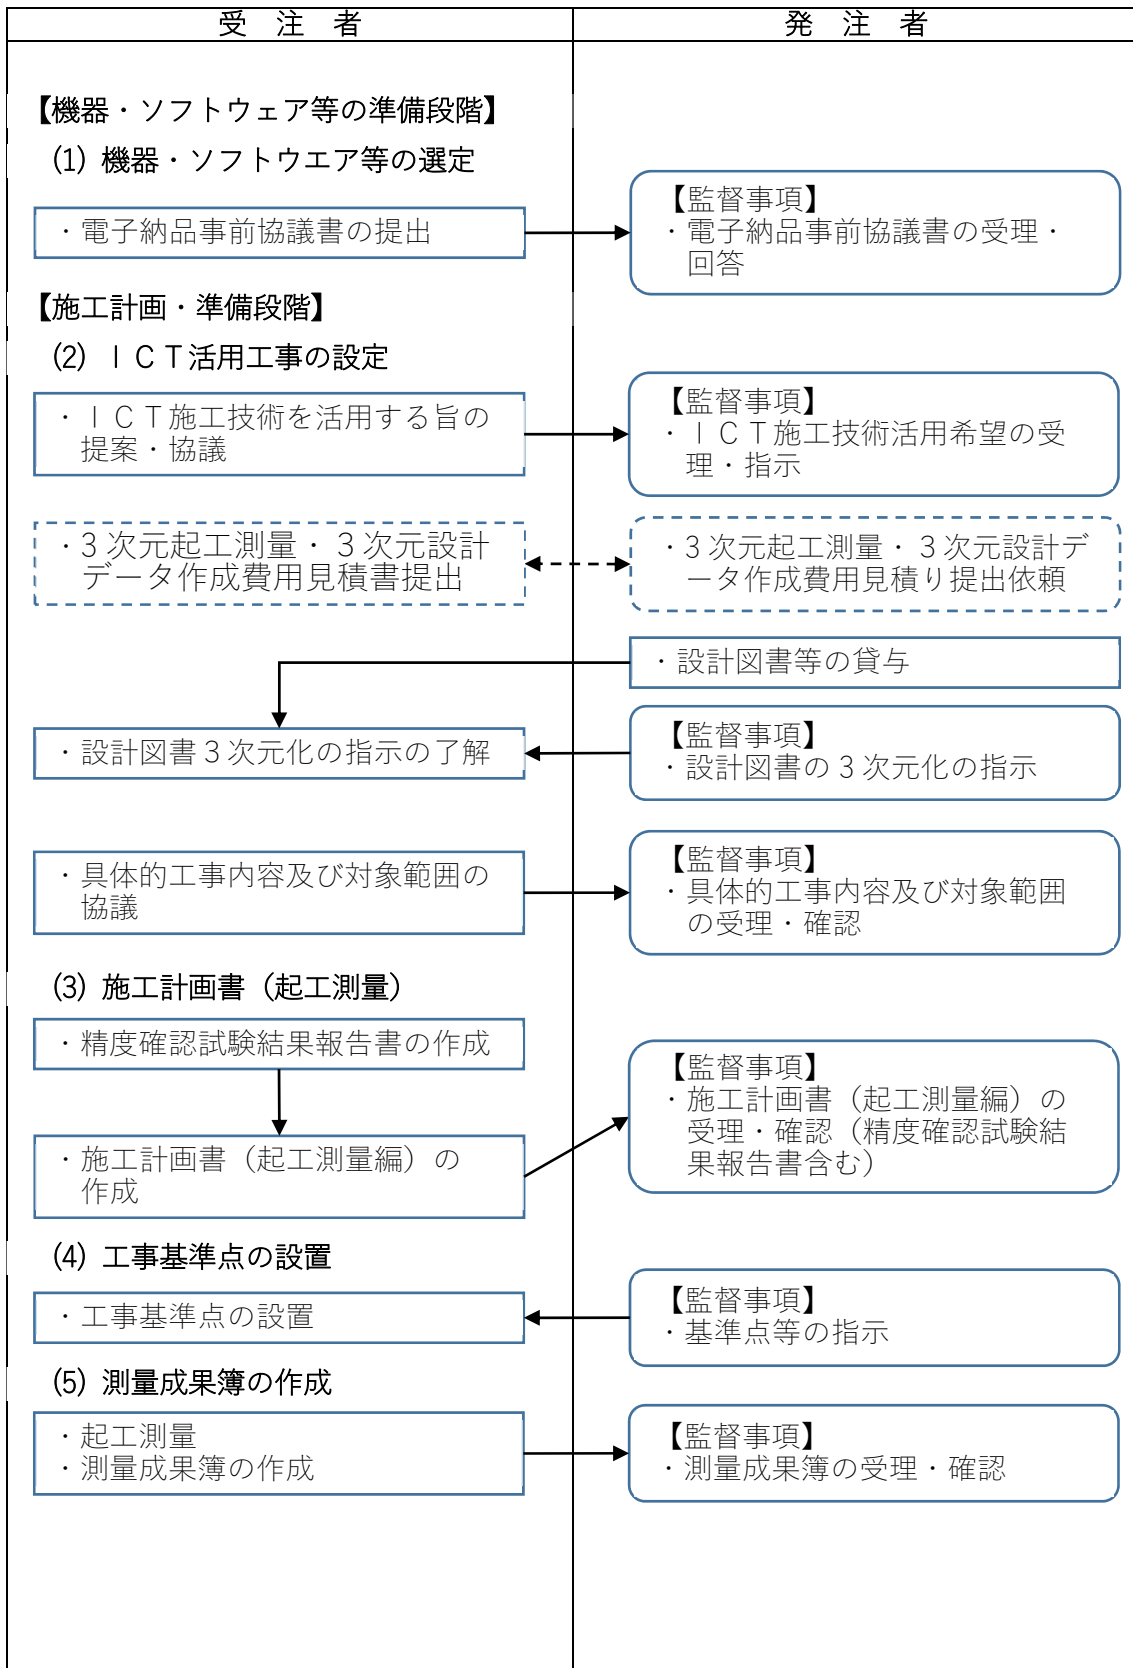 受 注 者
発 注 者
【機器・ソフトウェア等の準備段階】
(1) 機器・ソフトウエア等の選定
・電子納品事前協議書の提出
【監督事項】
・電子納品事前協議書の受理・
回答
【施工計画・準備段階】
(2) ＩＣＴ活用工事の設定
・ＩＣＴ施工技術を活用する旨の
提案・協議
【監督事項】
・ＩＣＴ施工技術活用希望の受
理・指示
・3 次元起工測量・３次元設計
データ作成費用見積書提出
・3 次元起工測量・３次元設計デ
ータ作成費用見積り提出依頼
・設計図書等の貸与
・設計図書３次元化の指示の了解
【監督事項】
・設計図書の３次元化の指示
・具体的工事内容及び対象範囲の
協議
【監督事項】
・具体的工事内容及び対象範囲
の受理・確認
(3) 施工計画書（起工測量）
・精度確認試験結果報告書の作成
・施工計画書（起工測量編）の
作成
【監督事項】
・施工計画書（起工測量編）の
受理・確認（精度確認試験結
果報告書含む）
(4) 工事基準点の設置
・工事基準点の設置
【監督事項】
・基準点等の指示
(5) 測量成果簿の作成
・起工測量
・測量成果簿の作成
【監督事項】
・測量成果簿の受理・確認